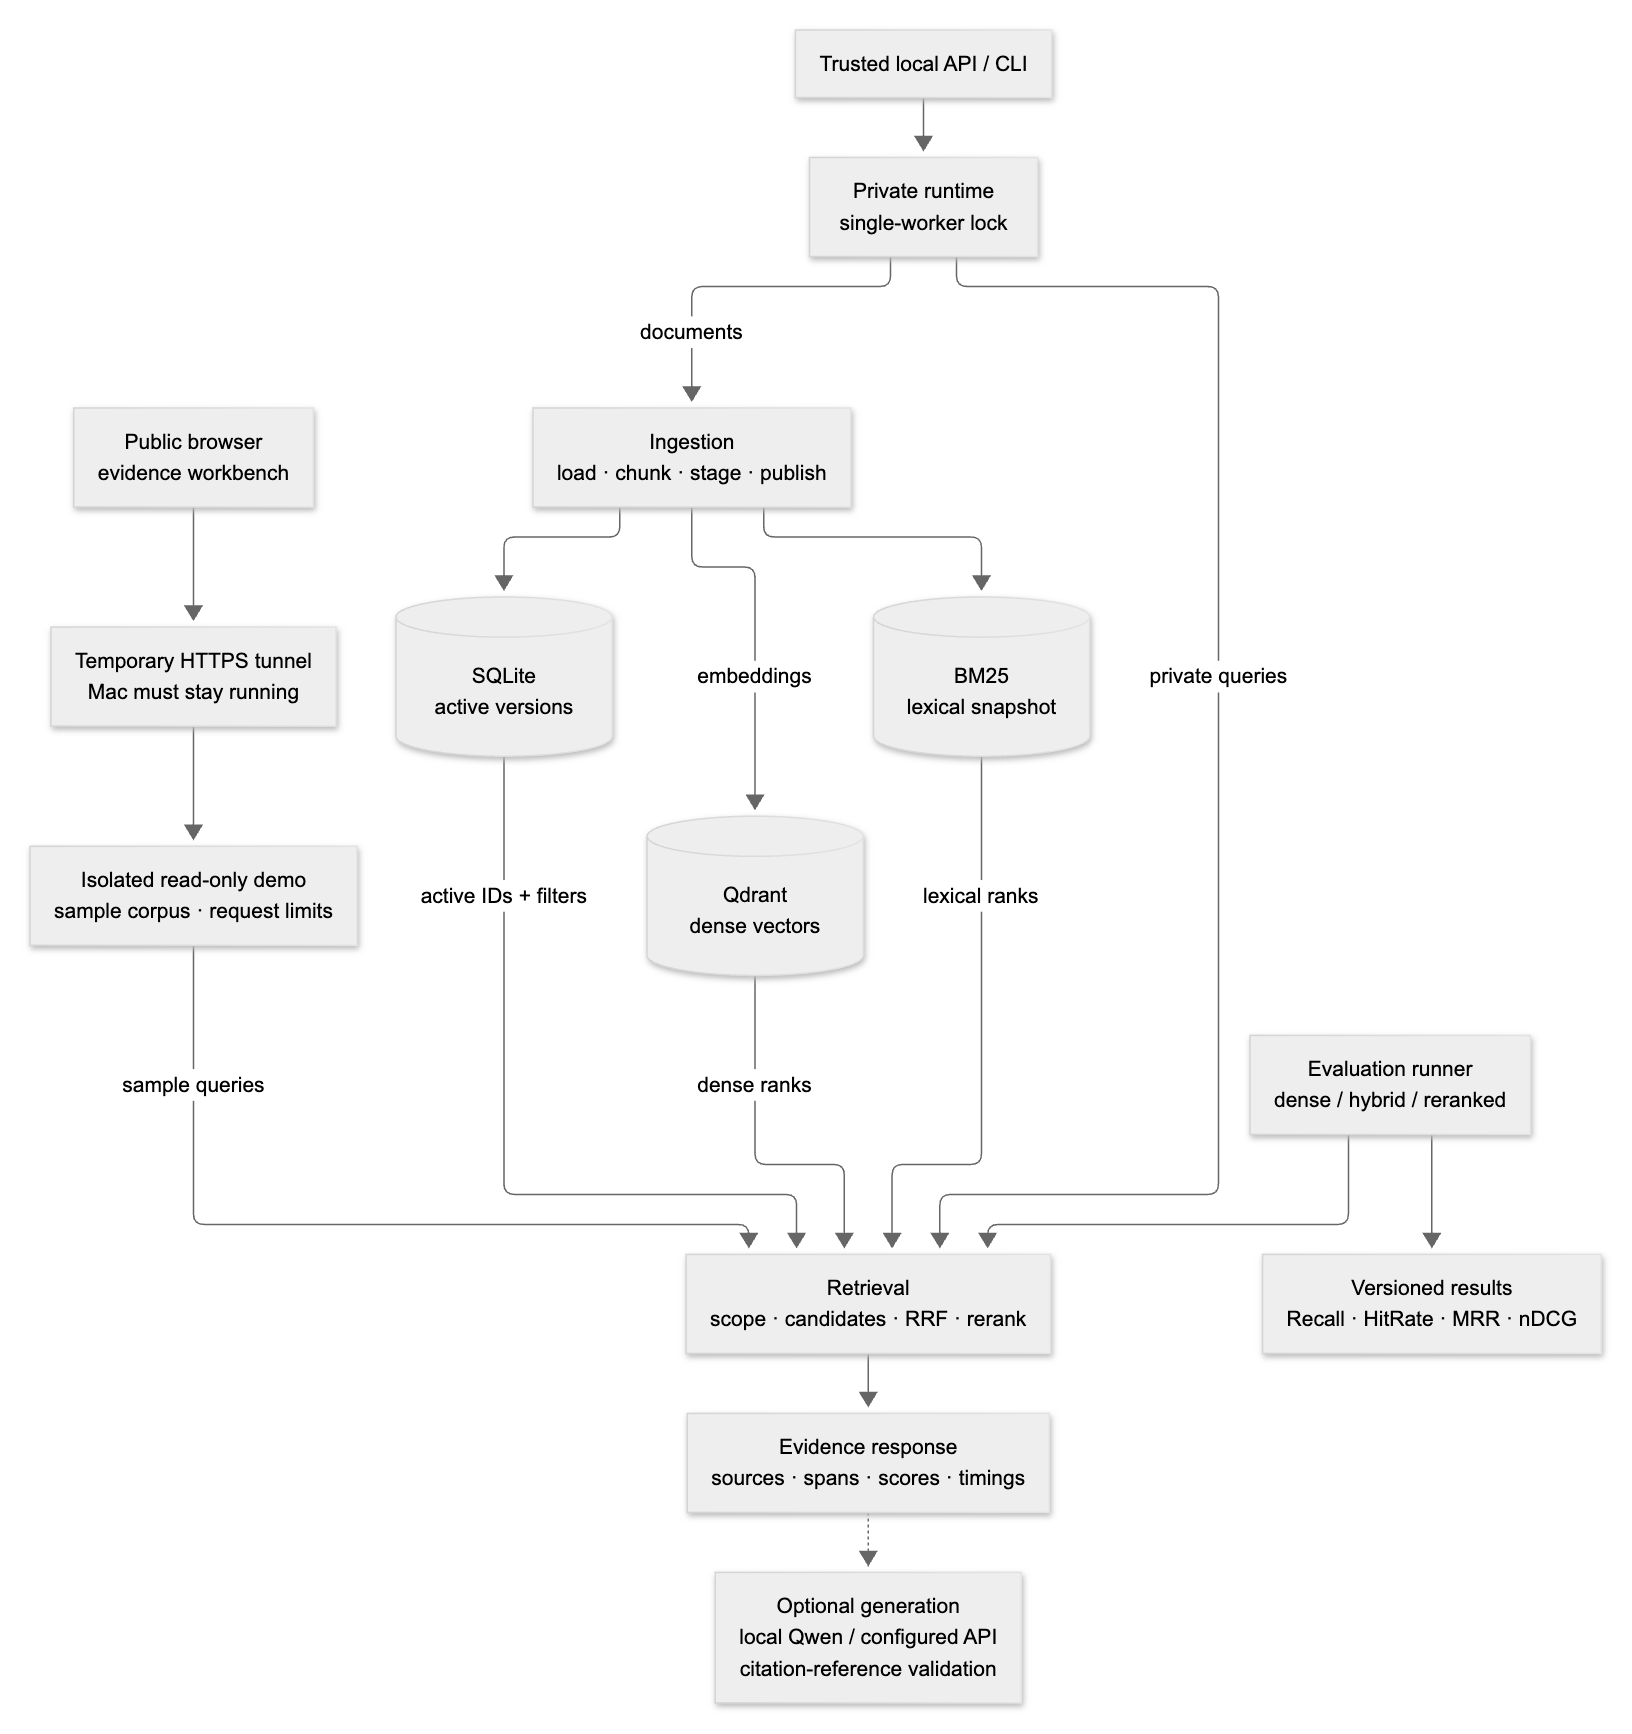 Trusted local API / CLI
Private runtime
single-worker lock
documents
Public browser
evidence workbench
Ingestion
load · chunk · stage · publish
Temporary HTTPS tunnel
Mac must stay running
SQLite
active versions
embeddings
BM25
lexical snapshot
private queries
Isolated read-only demo
sample corpus · request limits
active IDs + filters
Qdrant
dense vectors
lexical ranks
sample queries
dense ranks
Evaluation runner
dense / hybrid / reranked
Retrieval
scope · candidates · RRF · rerank
Versioned results
Recall · HitRate · MRR · nDCG
Evidence response
sources · spans · scores · timings
Optional generation
local Qwen / configured API
citation-reference validation